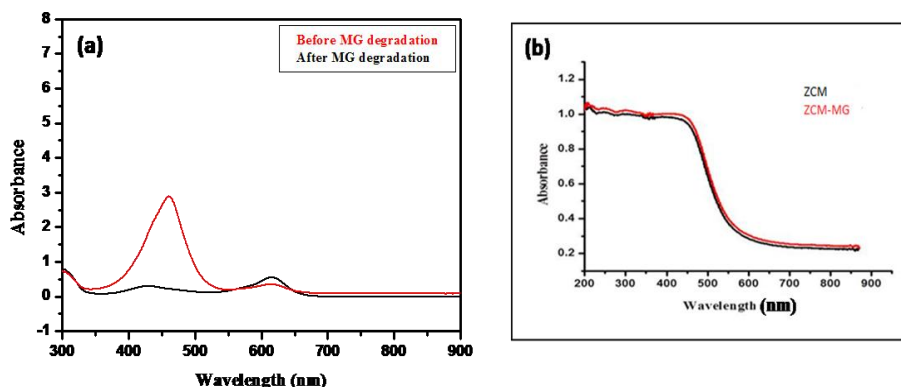 (a)
Before MG degradation
After MG degradation
8
7
6
5
4
3
2
1
0
-1
Absorbance
300 400 500 600 700 800 900
Wavelength (nm)
(b)
ZCM
ZCM-MG
1.2
1.0
0.8
0.6
0.4
0.2
Absorbance
200 300 400 500 600 700 800 900
Wavelength (nm)